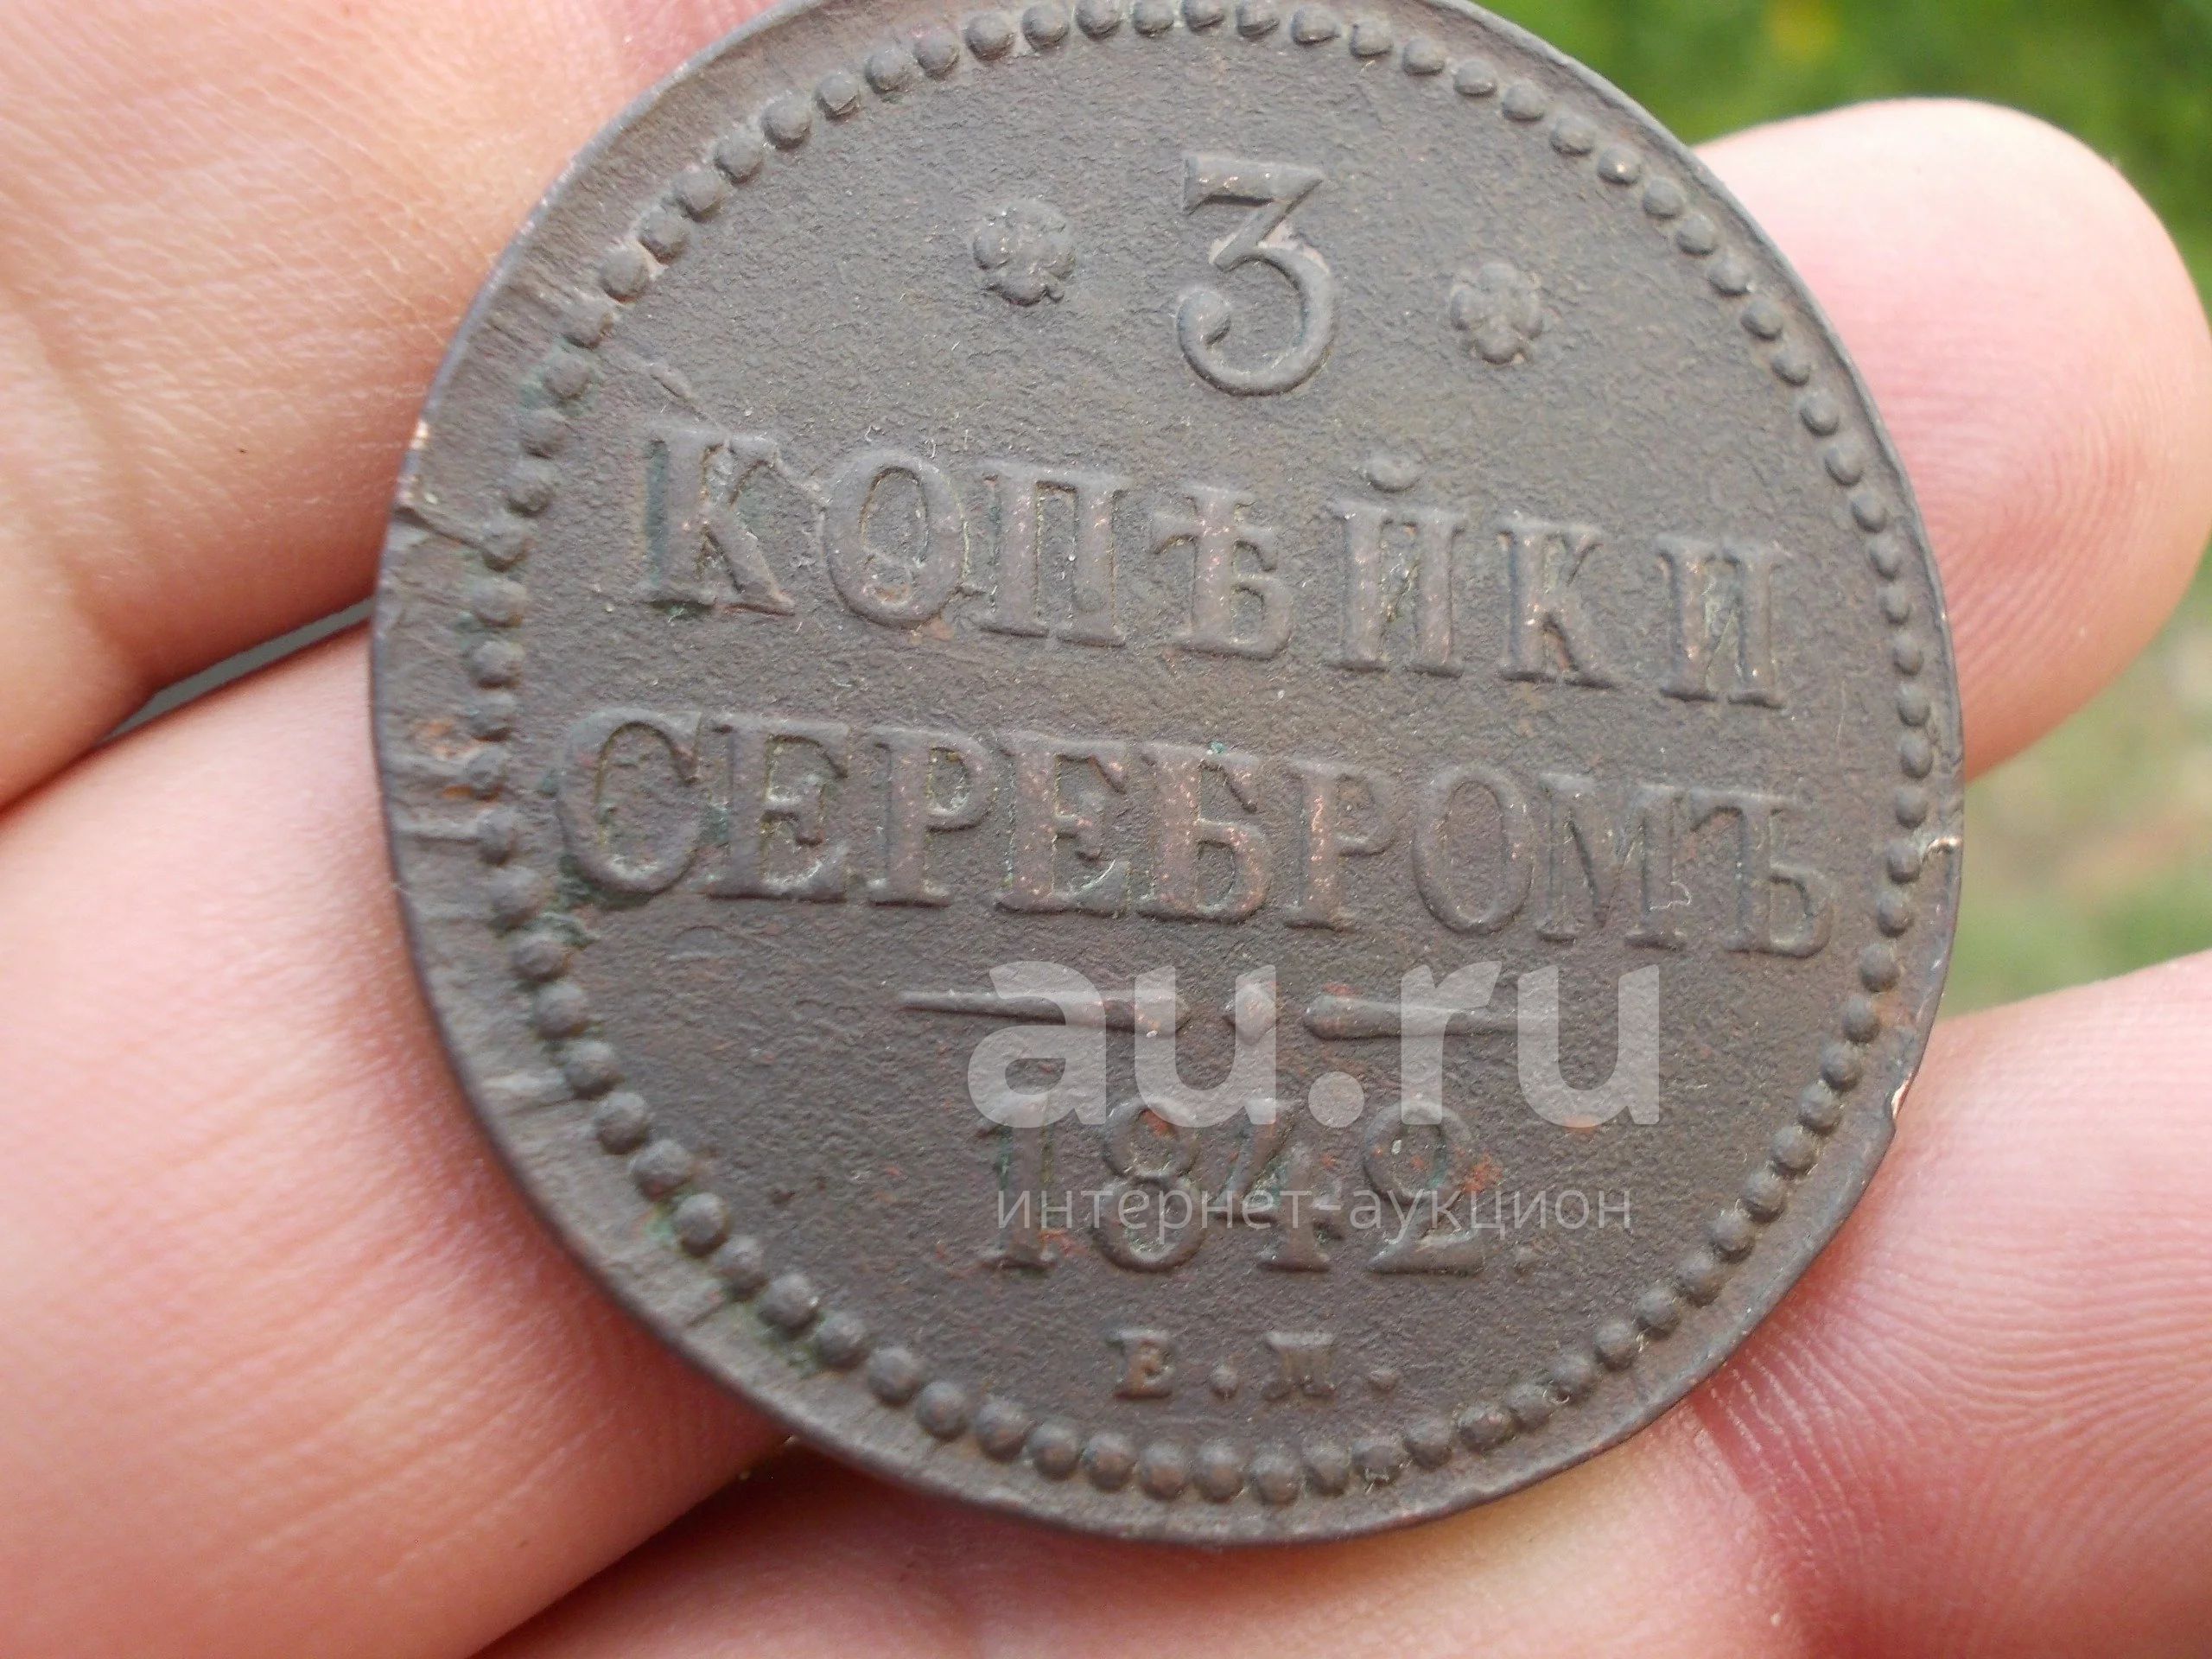 3
КОПѢЙКИ
СЕРЕБРОМЪ
au.ru
1842.
интернет-аукцион
Е.М.